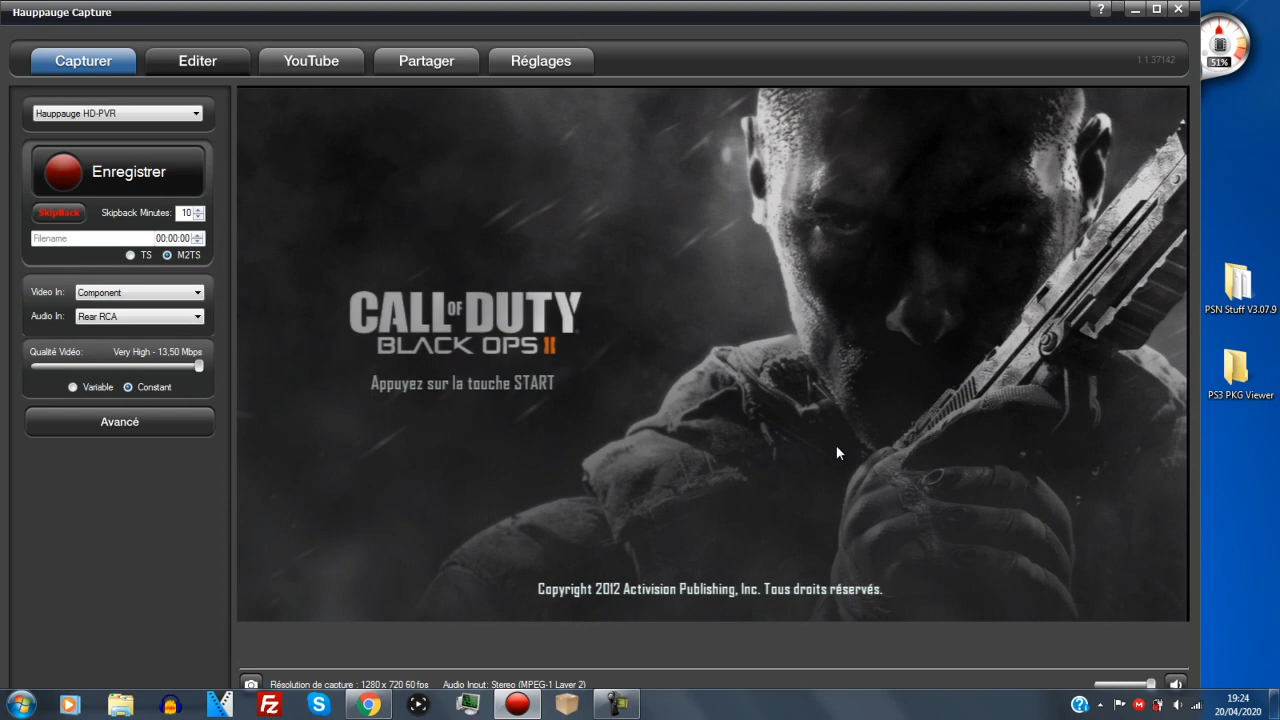 Hauppauge Capture
?
Capturer
Editer
YouTube
Partager
Réglages
1.1.37142
51%
Hauppauge HD-PVR
Enregistrer
SkipBack
Skipback Minutes: 10
Filename 00:00:00
TS M2TS
Video In: Component
Audio In: Rear RCA
Qualité Vidéo: Very High - 13,50 Mbps
Variable Constant
Avancé
CALL OF DUTY
BLACK OPS II
Appuyez sur la touche START
Copyright 2012 Activision Publishing, Inc. Tous droits réservés.
PSN Stuff V3.07.9
PS3 PKG Viewer
Résolution de capture : 1280 x 720 60 fps Audio Input: Stereo (MPEG-1 Layer 2)
Fz
S
?
M
19:24
20/04/2020